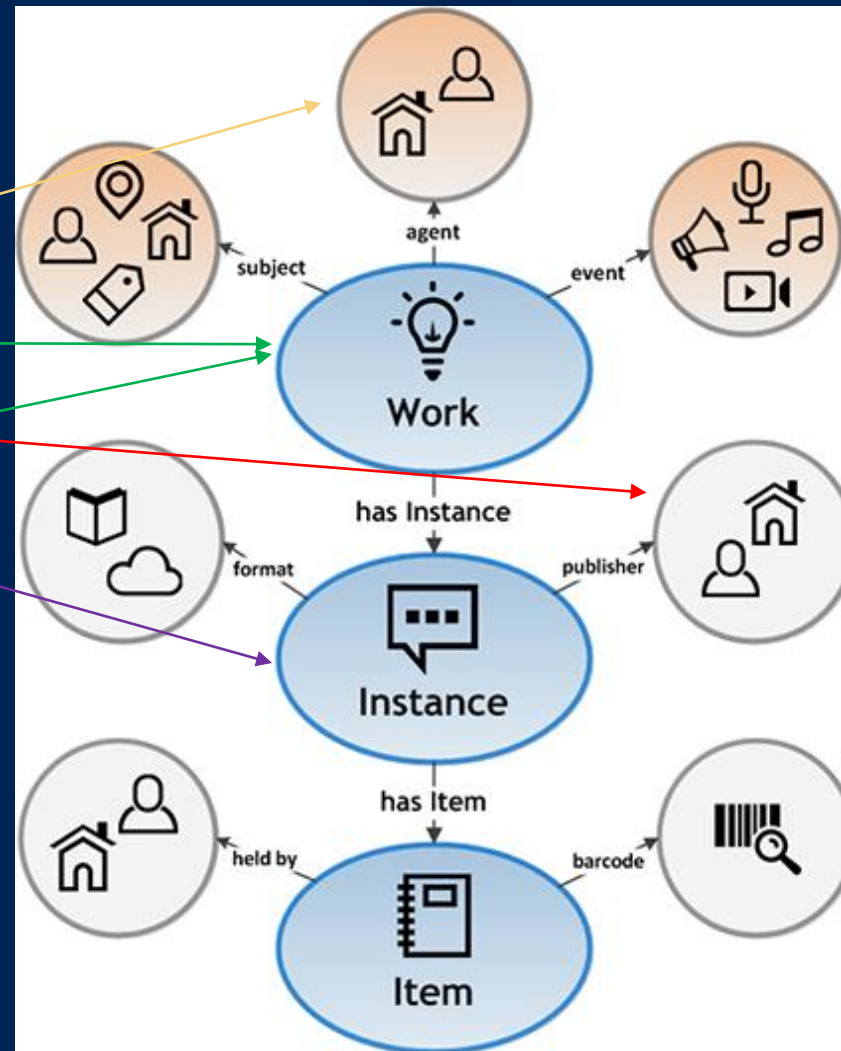 agent
subject
event
Work
has Instance
format
publisher
Instance
has Item
held by
barcode
Item